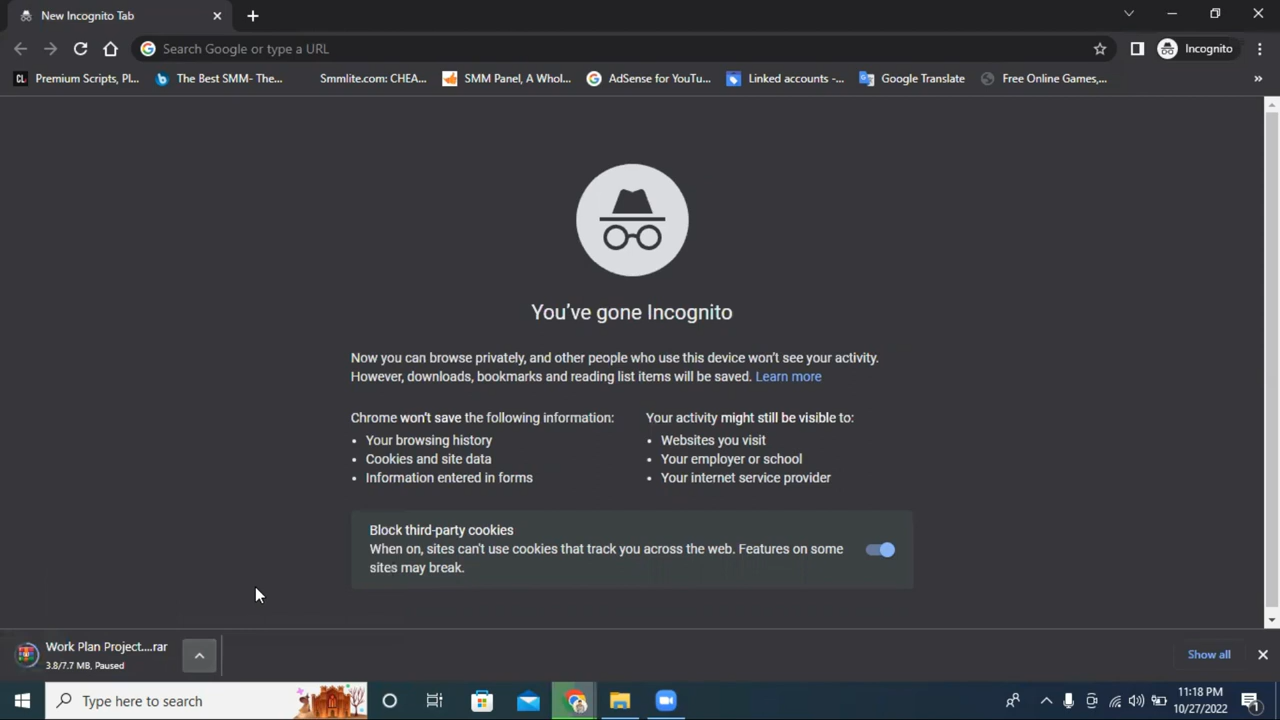 New Incognito Tab
Search Google or type a URL
Incognito
CL Premium Scripts, Pl...
b The Best SMM- The...
Smmlite.com: CHEA...
SMM Panel, A Whol...
AdSense for YouTu...
Linked accounts -...
Google Translate
Free Online Games,...
You've gone Incognito
Now you can browse privately, and other people who use this device won't see your activity.
However, downloads, bookmarks and reading list items will be saved. Learn more
Chrome won't save the following information:
• Your browsing history
• Cookies and site data
• Information entered in forms
Your activity might still be visible to:
• Websites you visit
• Your employer or school
• Your internet service provider
Block third-party cookies
When on, sites can't use cookies that track you across the web. Features on some
sites may break.
Work Plan Project....rar
3.8/7.7 MB, Paused
Show all
Type here to search
11:18 PM
10/27/2022
1